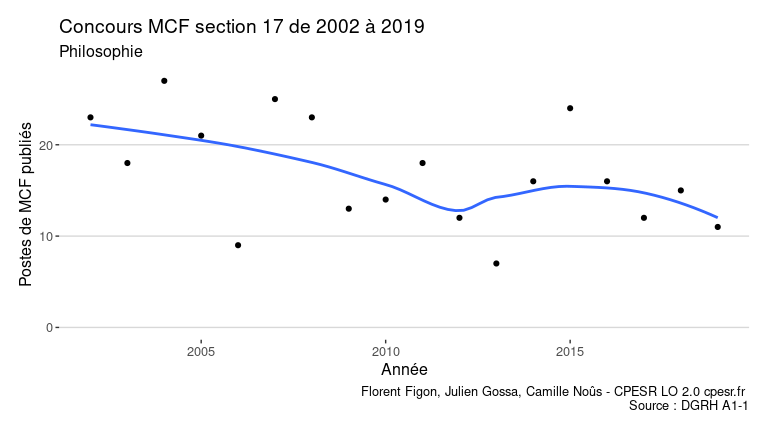 Concours MCF section 17 de 2002 à 2019
Philosophie
Postes de MCF publiés
20
10
0
2005 2010 2015
Année
Florent Figon, Julien Gossa, Camille Noûs - CPESR LO 2.0 cpesr.fr
Source : DGRH A1-1